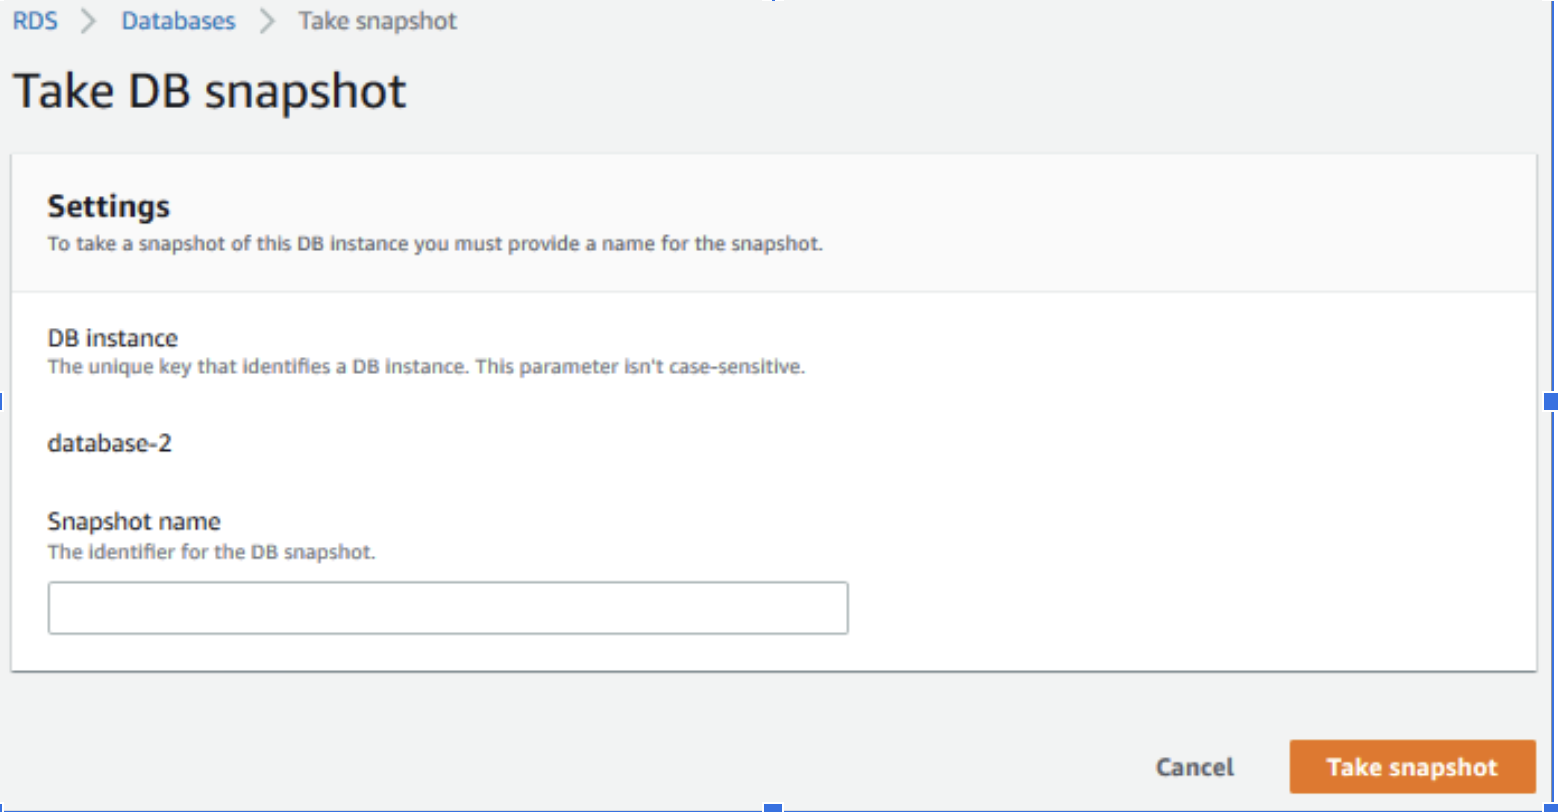 RDS > Databases > Take snapshot
Take DB snapshot
Settings
To take a snapshot of this DB instance you must provide a name for the snapshot.
DB instance
The unique key that identifies a DB instance. This parameter isn't case-sensitive.
database-2
Snapshot name
The identifier for the DB snapshot.
Cancel Take snapshot